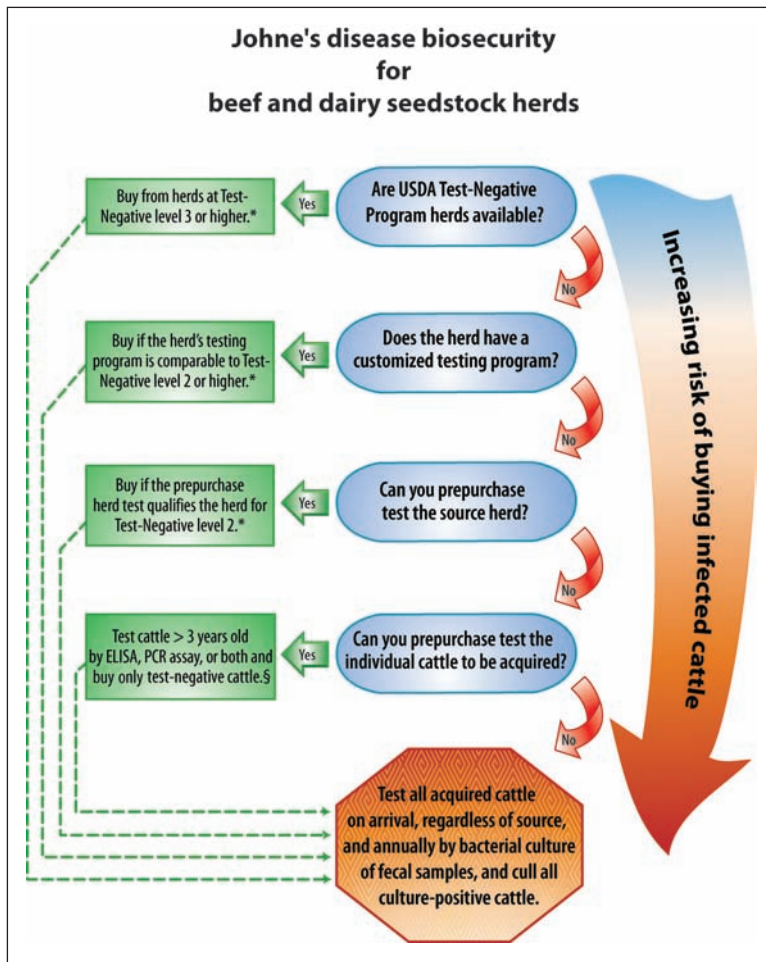 Johne's disease biosecurity
for
beef and dairy seedstock herds
Buy from herds at Test-
Negative level 3 or higher.*
Yes
Are USDA Test-Negative
Program herds available?
No
Buy if the herd's testing
program is comparable to Test-
Negative level 2 or higher.*
Yes
Does the herd have a
customized testing program?
No
Buy if the prepurchase
herd test qualifies the herd for
Test-Negative level 2.*
Yes
Can you prepurchase
test the source herd?
No
Test cattle > 3 years old
by ELISA, PCR assay, or both and
buy only test-negative cattle.§
Yes
Can you prepurchase test the
individual cattle to be acquired?
No
Test all acquired cattle
on arrival, regardless of source,
and annually by bacterial culture
of fecal samples, and cull all
culture-positive cattle.
Increasing risk of buying infected cattle